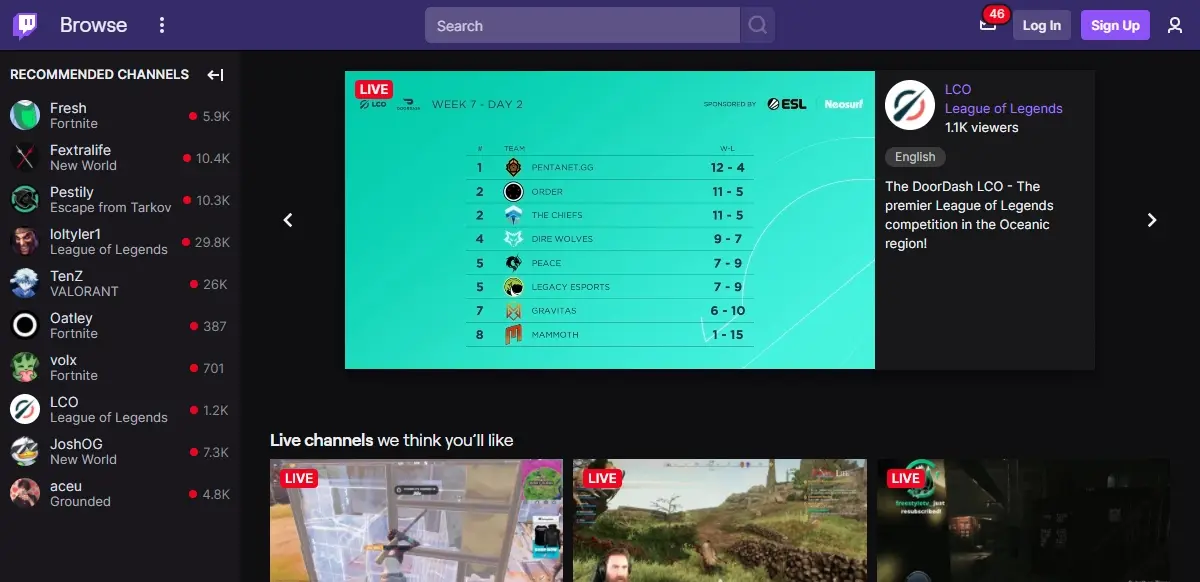 Browse
Search
46
Log In
Sign Up
RECOMMENDED CHANNELS
Fresh
Fortnite
5.9K
Fextralife
New World
10.4K
Pestily
Escape from Tarkov
10.3K
loltyler1
League of Legends
29.8K
TenZ
VALORANT
26K
Oatley
Fortnite
387
volx
Fortnite
701
LCO
League of Legends
1.2K
JoshOG
New World
7.3K
aceu
Grounded
4.8K
LIVE
LCO DOORDASH WEEK 7 - DAY 2
SPONSORED BY ESL Neosurf
# TEAM W-L
1 PENTANET.GG 12 - 4
2 ORDER 11 - 5
2 THE CHIEFS 11 - 5
4 DIRE WOLVES 9 - 7
5 PEACE 7 - 9
5 LEGACY ESPORTS 7 - 9
7 GRAVITAS 6 - 10
8 MAMMOTH 1 - 15
LCO
League of Legends
1.1K viewers
English
The DoorDash LCO - The
premier League of Legends
competition in the Oceanic
region!
Live channels we think you'll like
LIVE
LIVE
LIVE
freestyletv_just
resubscribed!